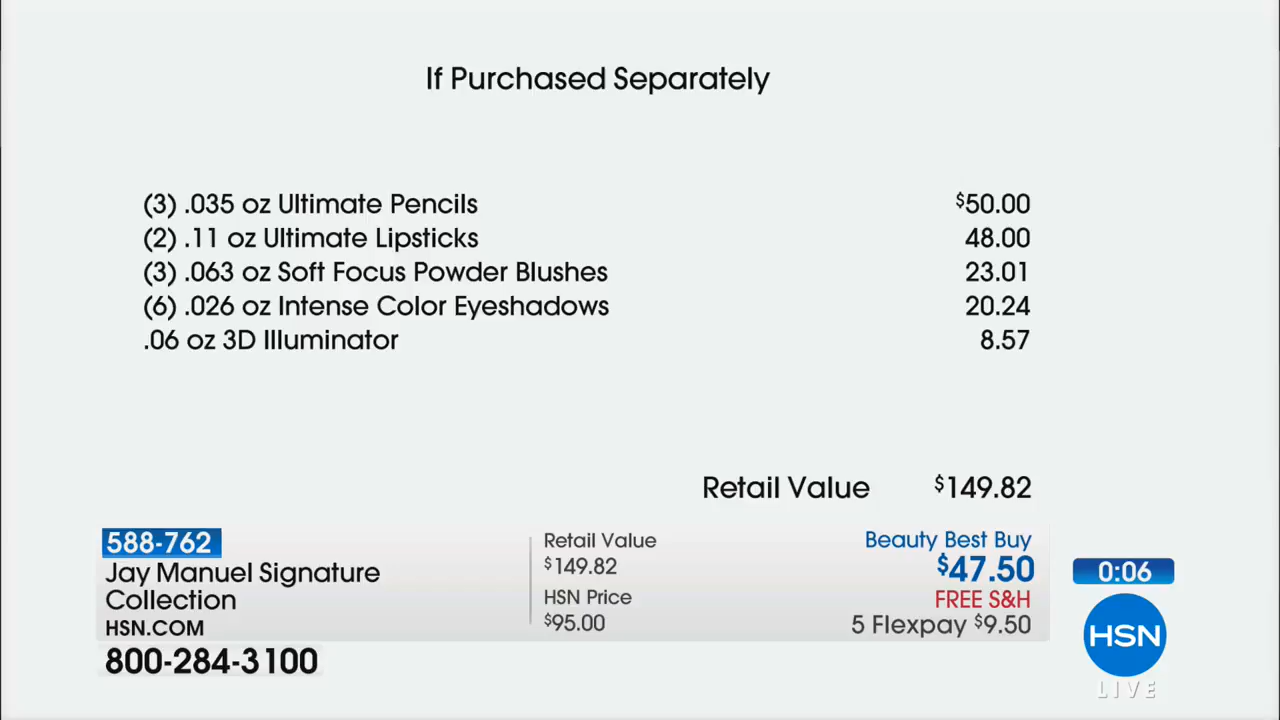 If Purchased Separately
(3) .035 oz Ultimate Pencils $50.00
(2) .11 oz Ultimate Lipsticks 48.00
(3) .063 oz Soft Focus Powder Blushes 23.01
(6) .026 oz Intense Color Eyeshadows 20.24
.06 oz 3D Illuminator 8.57
Retail Value $149.82
588-762
Jay Manuel Signature
Collection
HSN.COM
800-284-3100
Retail Value
$149.82
HSN Price
$95.00
Beauty Best Buy
$47.50
FREE S&H
5 Flexpay $9.50
0:06
HSN
LIVE